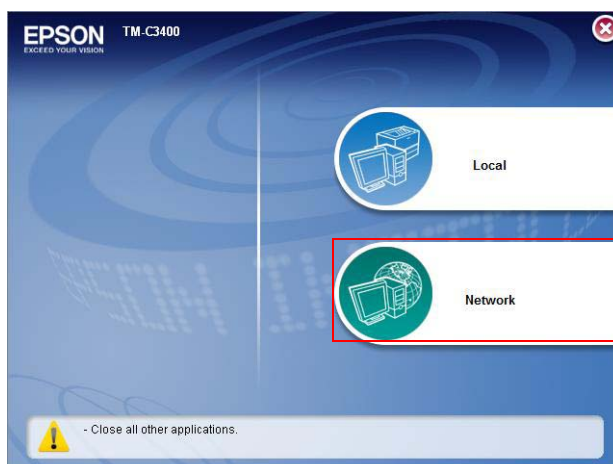 EPSON
EXCEED YOUR VISION
TM-C3400
Local
Network
- Close all other applications.